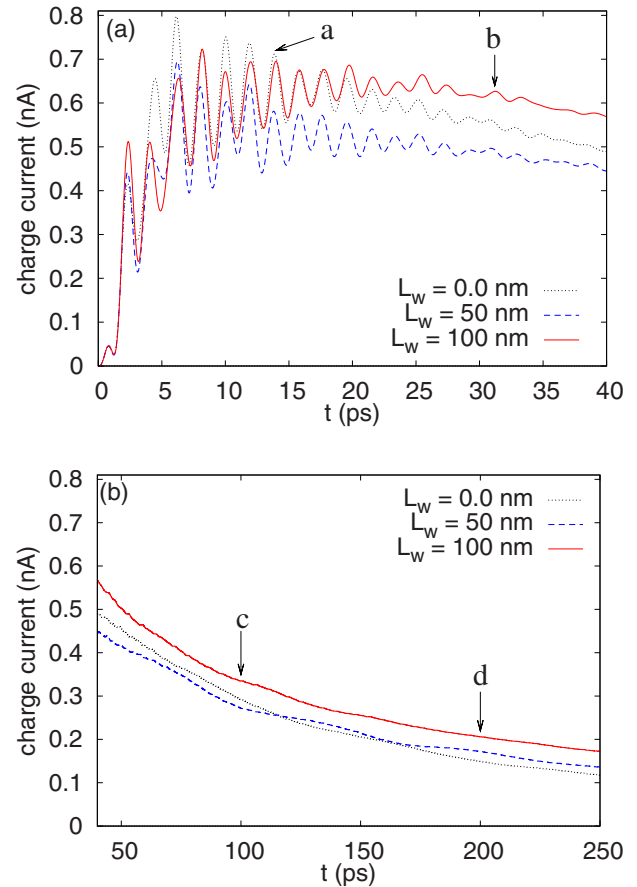 (a)
0.8
0.7
0.6
0.5
0.4
0.3
0.2
0.1
0
charge current (nA)
a
b
L_w = 0.0 nm
L_w = 50 nm
L_w = 100 nm
0 5 10 15 20 25 30 35 40
t (ps)
(b)
0.8
0.7
0.6
0.5
0.4
0.3
0.2
0.1
0
charge current (nA)
L_w = 0.0 nm
L_w = 50 nm
L_w = 100 nm
c
d
50 100 150 200 250
t (ps)